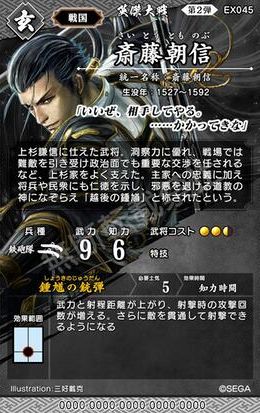 玄
戦国
英傑大戦
第2弾
EX045
さいとう とものぶ
斎藤朝信
統一名称：斎藤朝信
生没年：1527～1592
「いいぜ、相手してやる。
……かかってきな」
上杉謙信に仕えた武将。洞察力に優れ、戦場では
難敵を引き受け政治面でも重要な交渉を任される
など、上杉家をよく支えた。主家への忠義に加え
将兵や民衆にも仁徳を示し、邪悪を退ける道教の
神になぞらえ「越後の鍾馗」と称されたという。
兵種 武力 知力 武将コスト
鉄砲隊 9 6 特技
しょうきのじゅうだん
鍾馗の銃弾
必要士気 5
効果時間 知力時間
効果範囲
武力と射程距離が上がり、射撃時の攻撃回
数が増える。さらに敵を貫通して射撃でき
るようになる
Illustration:三好載克
©SEGA
0000-0000-0000-0000-0000